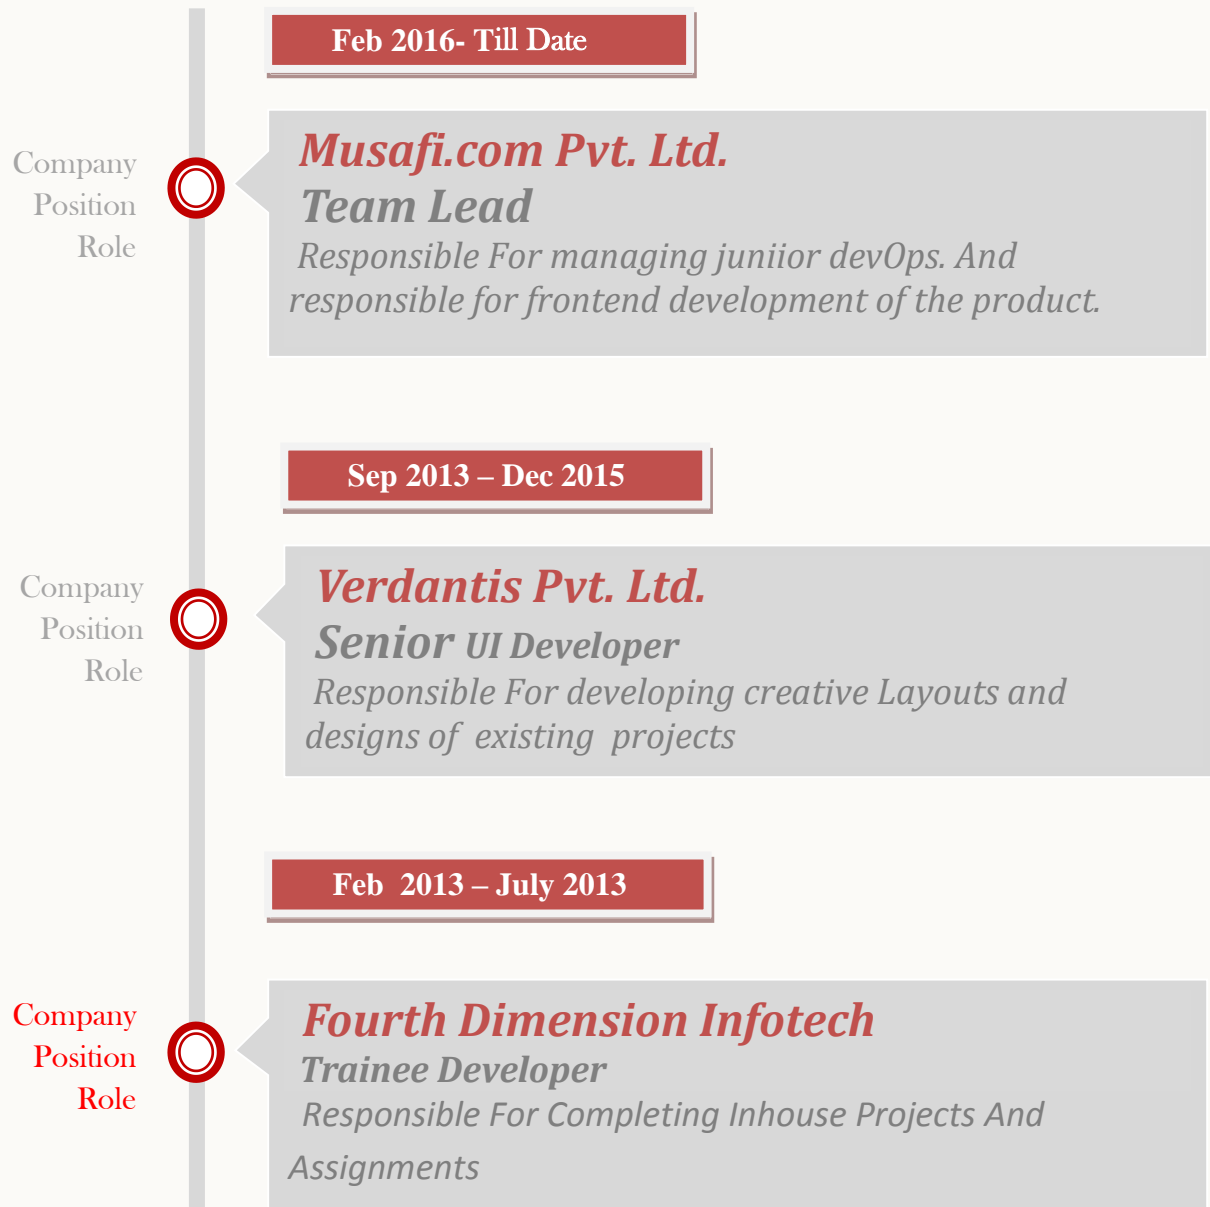 Feb 2016- Till Date
Company
Position
Role
Musafi.com Pvt. Ltd.
Team Lead
Responsible For managing juniior devOps. And
responsible for frontend development of the product.
Sep 2013 – Dec 2015
Company
Position
Role
Verdantis Pvt. Ltd.
Senior UI Developer
Responsible For developing creative Layouts and
designs of existing projects
Feb 2013 – July 2013
Company
Position
Role
Fourth Dimension Infotech
Trainee Developer
Responsible For Completing Inhouse Projects And
Assignments